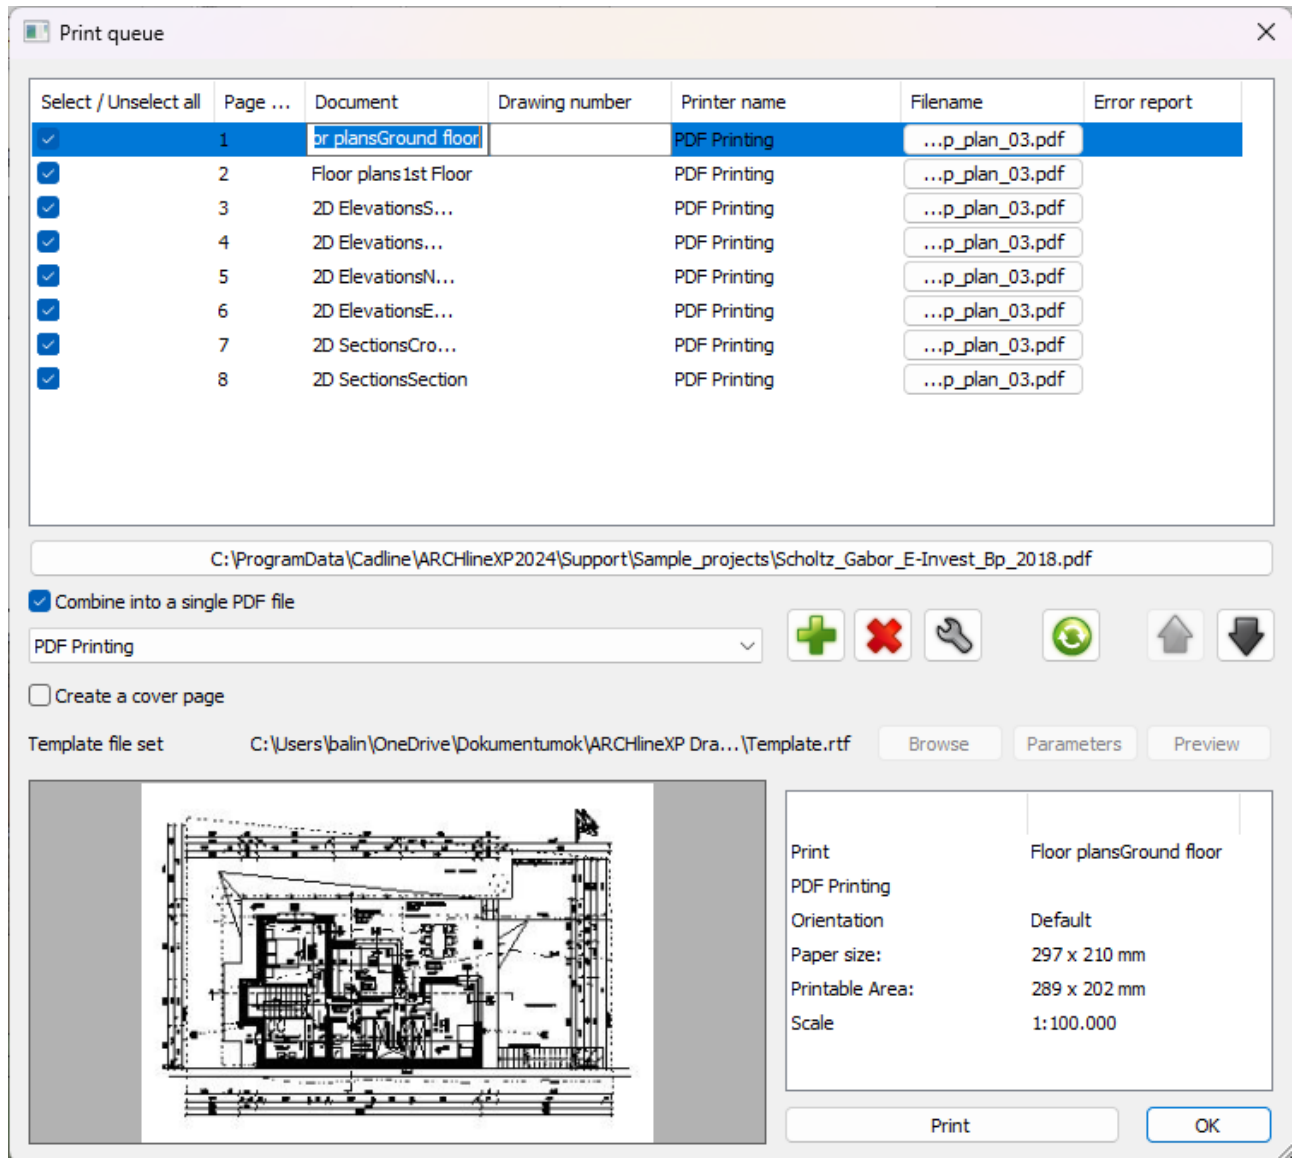 Print queue
Select / Unselect all Page ... Document Drawing number Printer name Filename Error report
1 or plansGround floor PDF Printing ...p_plan_03.pdf
2 Floor plans1st Floor PDF Printing ...p_plan_03.pdf
3 2D ElevationsS... PDF Printing ...p_plan_03.pdf
4 2D Elevations... PDF Printing ...p_plan_03.pdf
5 2D ElevationsN... PDF Printing ...p_plan_03.pdf
6 2D ElevationsE... PDF Printing ...p_plan_03.pdf
7 2D SectionsCro... PDF Printing ...p_plan_03.pdf
8 2D SectionsSection PDF Printing ...p_plan_03.pdf
C:\ProgramData\Cadline\ARCHlineXP2024\Support\Sample_projects\Scholtz_Gabor_E-Invest_Bp_2018.pdf
Combine into a single PDF file
PDF Printing
Create a cover page
Template file set C:\Users\balin\OneDrive\Dokumentumok\ARCHlineXP Dra...\Template.rtf Browse Parameters Preview
Print Floor plansGround floor
PDF Printing
Orientation Default
Paper size: 297 x 210 mm
Printable Area: 289 x 202 mm
Scale 1:100.000
Print OK